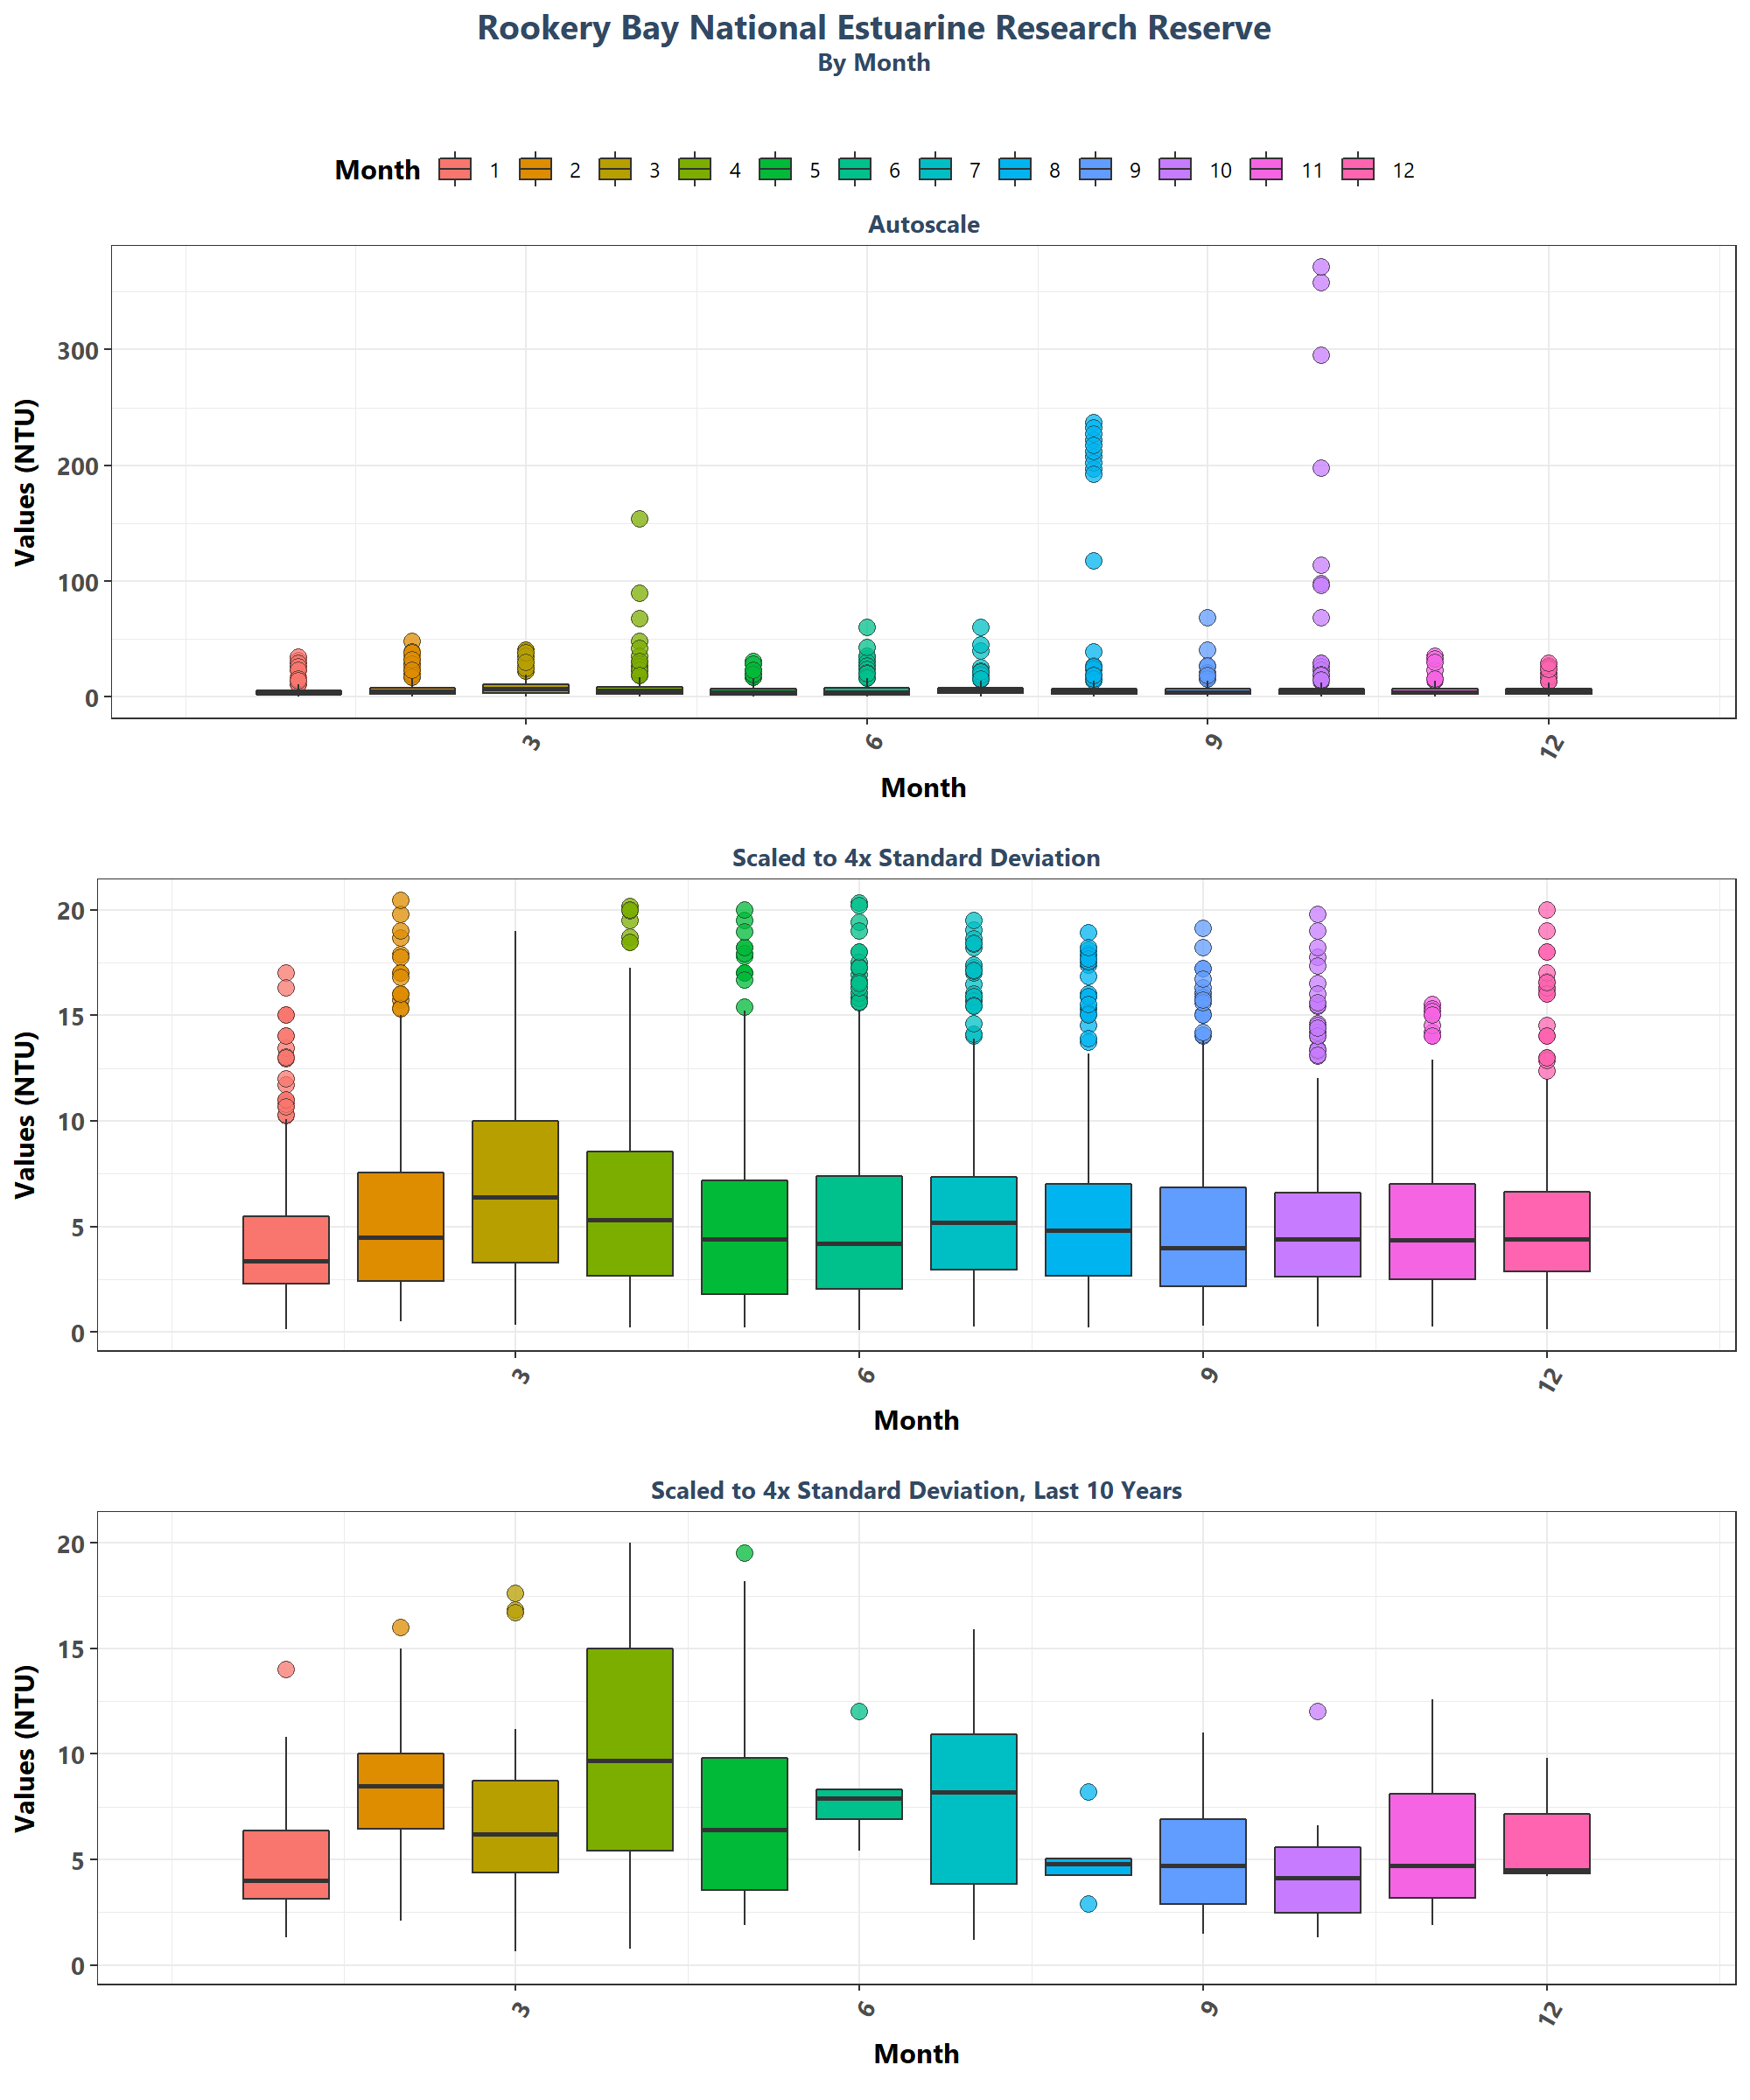 Rookery Bay National Estuarine Research Reserve
By Month
Month 1 2 3 4 5 6 7 8 9 10 11 12
Autoscale
Values (NTU)
300
200
100
0
3 6 9 12
Month
Scaled to 4x Standard Deviation
Values (NTU)
20
15
10
5
0
3 6 9 12
Month
Scaled to 4x Standard Deviation, Last 10 Years
Values (NTU)
20
15
10
5
0
3 6 9 12
Month